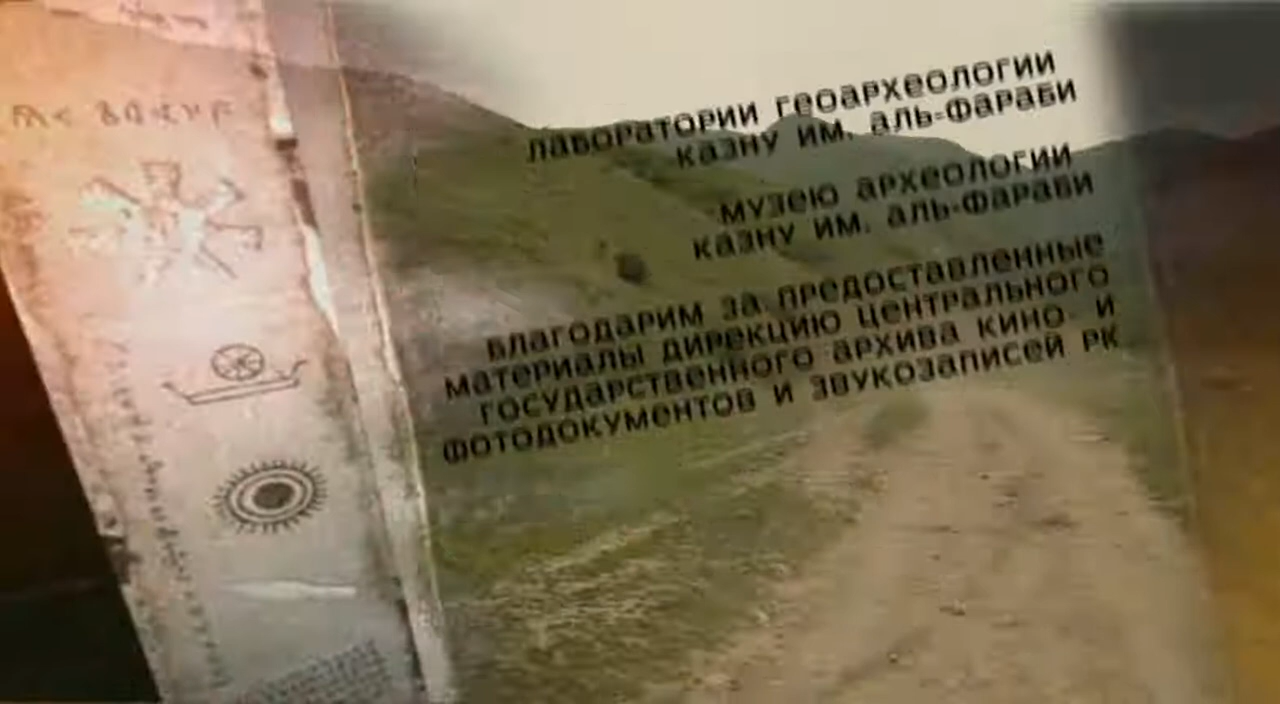 лаборатории геоархеологии
казну им. аль-фараби
музею археологии
казну им. аль-фараби
благодарим за предоставленные
материалы дирекцию центрального
государственного архива кино- и
фотодокументов и звукозаписей рк